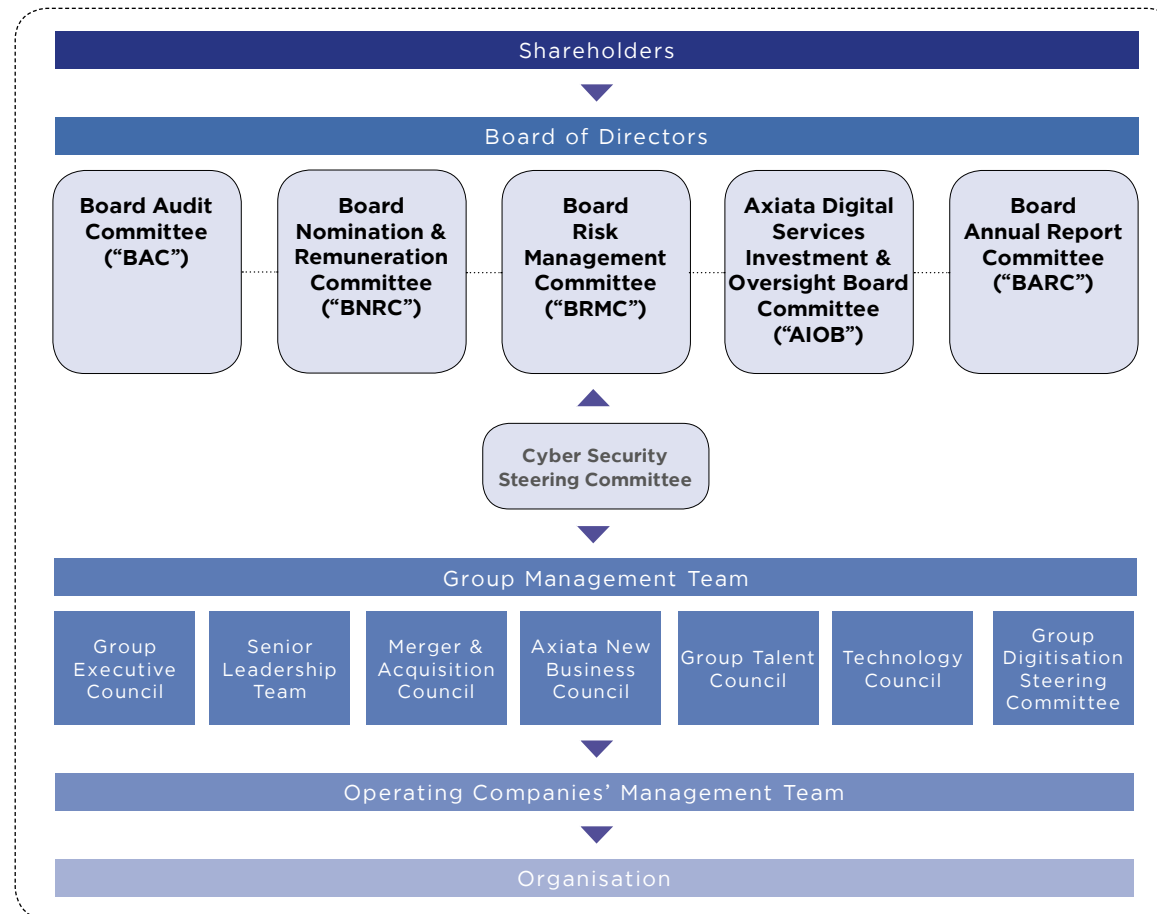 Shareholders
Board of Directors
Board Audit
Committee
(“BAC”)
Board
Nomination &
Remuneration
Committee
(“BNRC”)
Board
Risk
Management
Committee
(“BRMC”)
Axiata Digital
Services
Investment &
Oversight Board
Committee
(“AIOB”)
Board
Annual Report
Committee
(“BARC”)
Cyber Security
Steering Committee
Group Management Team
Group
Executive
Council
Senior
Leadership
Team
Merger &
Acquisition
Council
Axiata New
Business
Council
Group Talent
Council
Technology
Council
Group
Digitisation
Steering
Committee
Operating Companies’ Management Team
Organisation